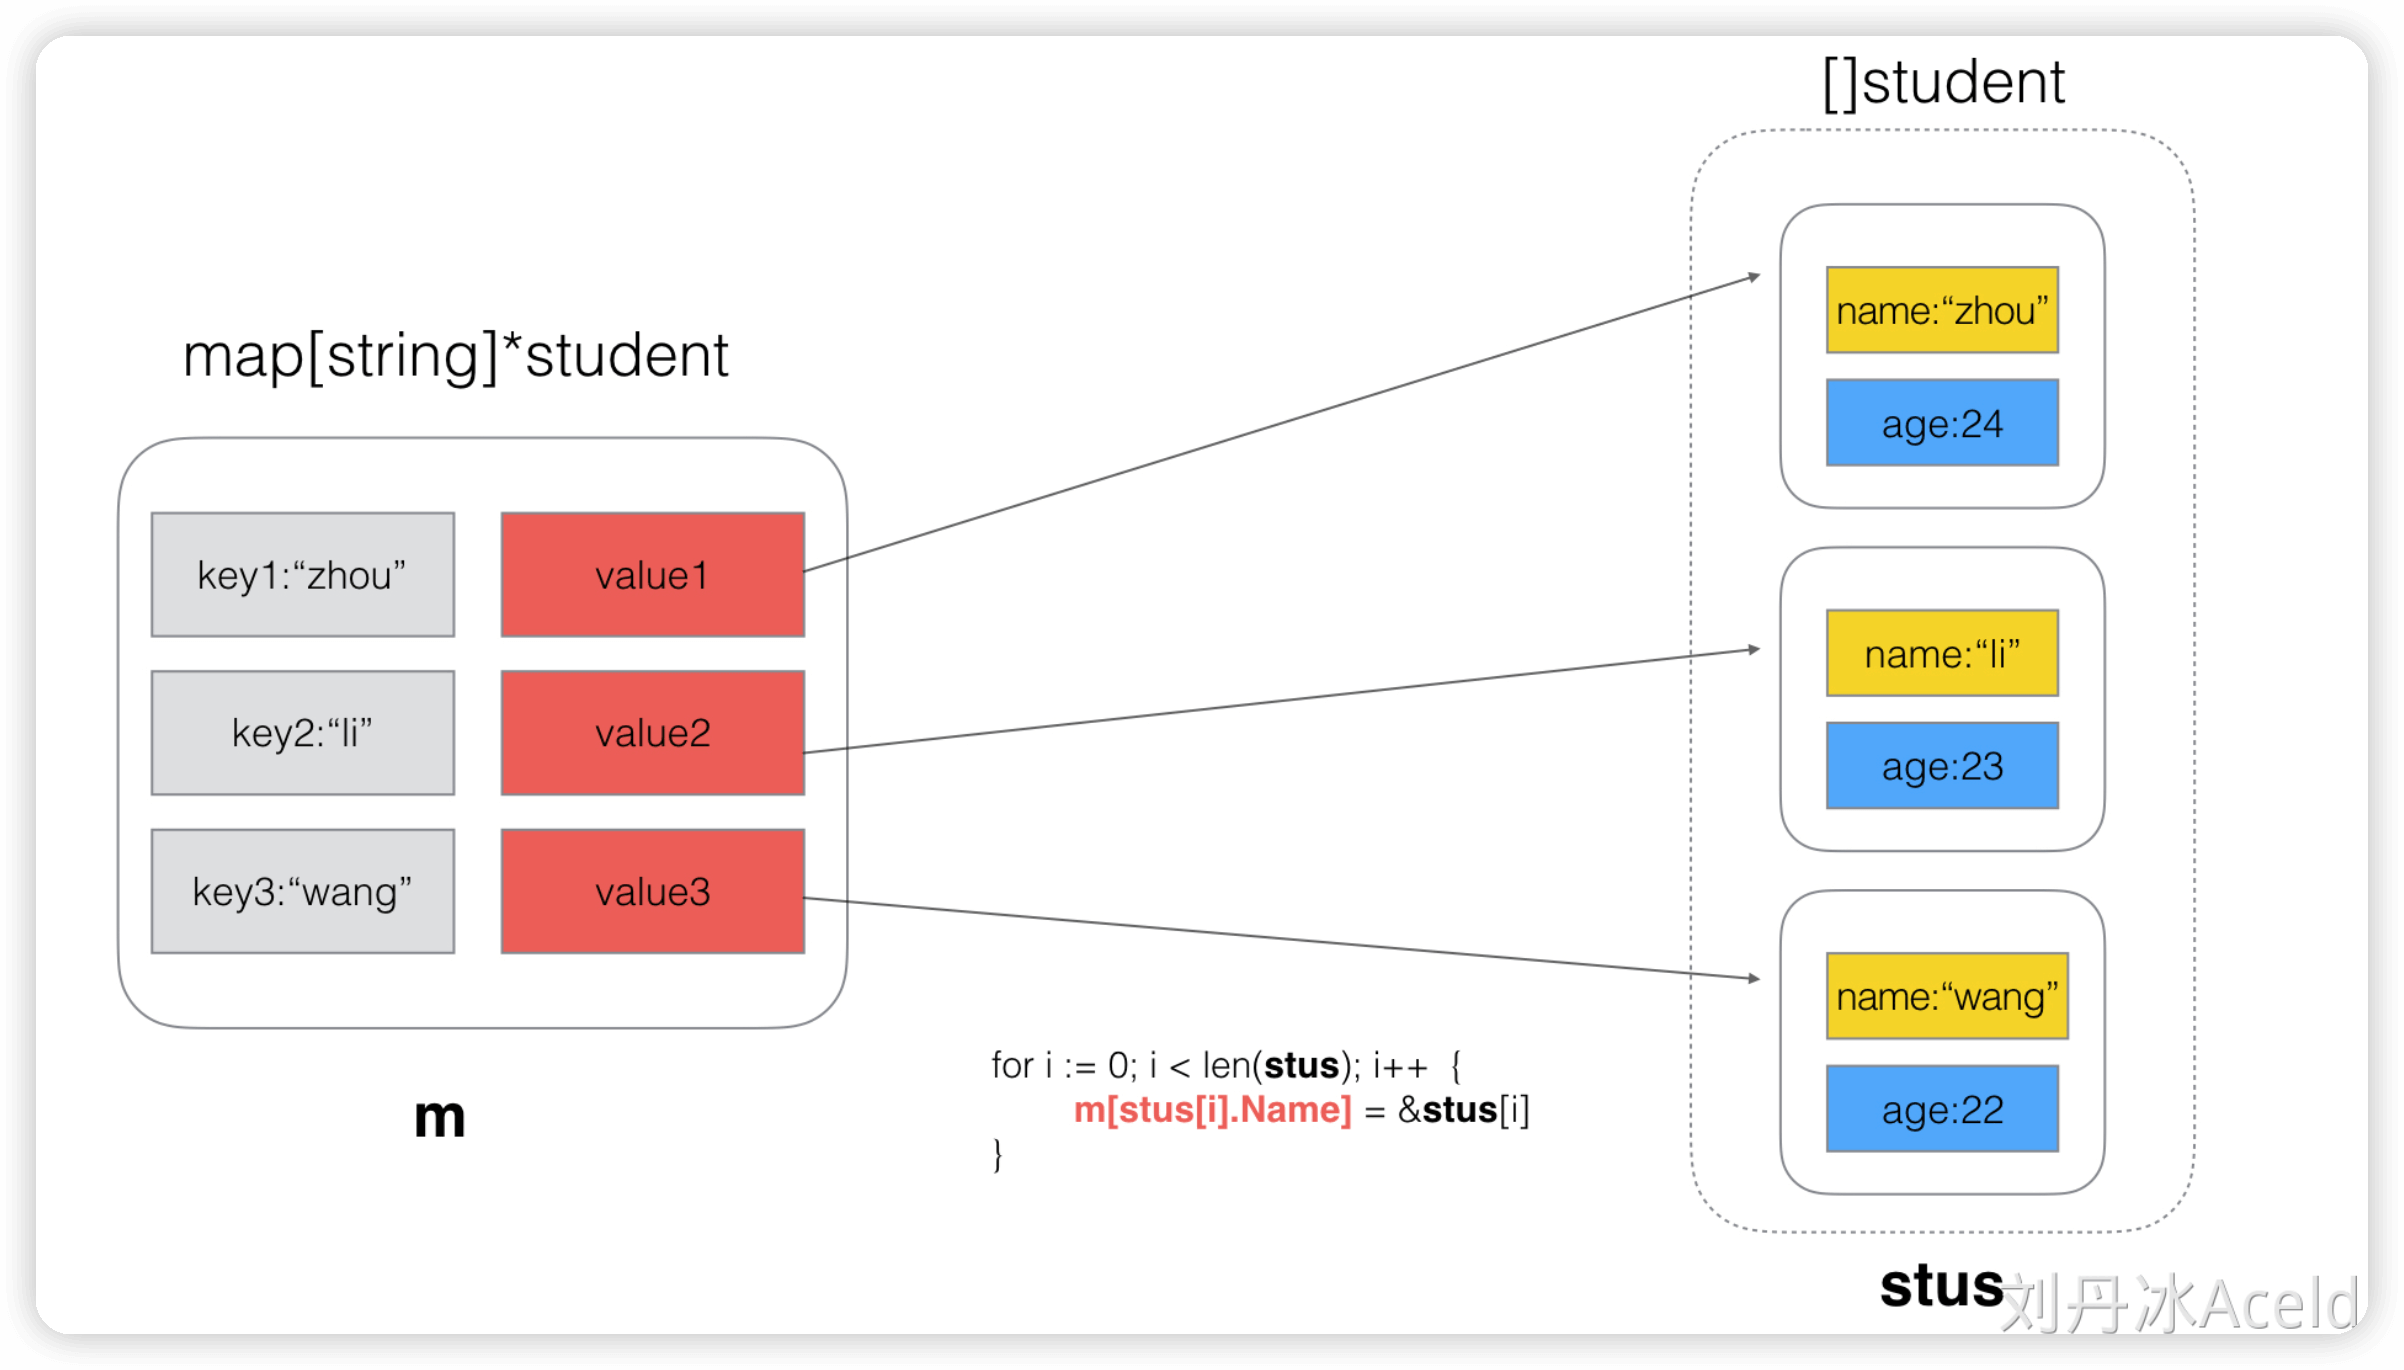 []student
name:“zhou”
age:24
name:“li”
age:23
name:“wang”
age:22
stus
map[string]*student
key1:“zhou”
value1
key2:“li”
value2
key3:“wang”
value3
m
for i := 0; i < len(stus); i++ {
m[stus[i].Name] = &stus[i]
}
刘丹冰Aceld